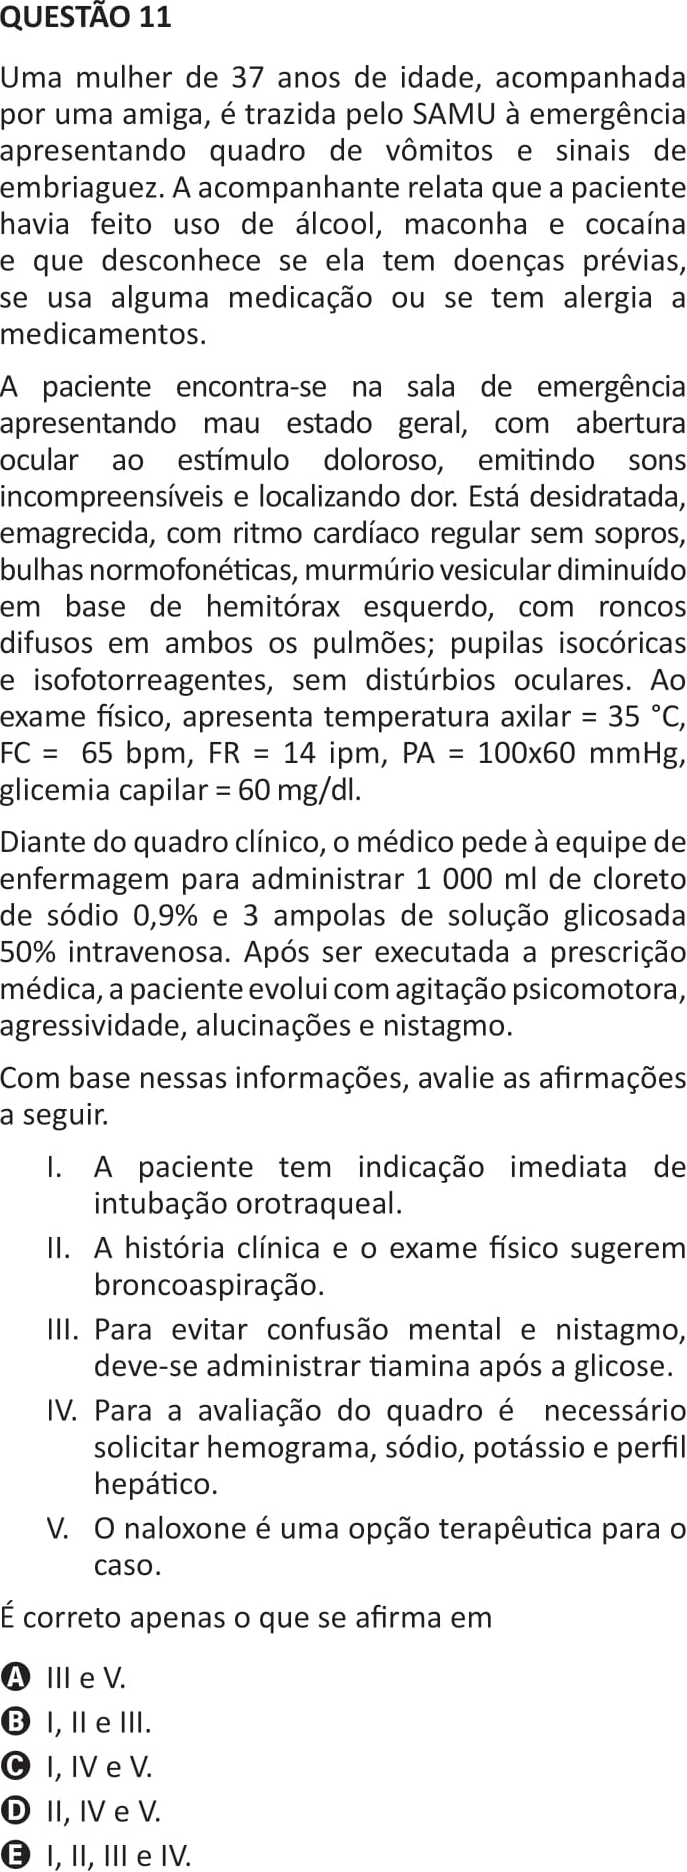 QUESTÃO 11
Uma mulher de 37 anos de idade, acompanhada
por uma amiga, é trazida pelo SAMU à emergência
apresentando quadro de vômitos e sinais de
embriaguez. A acompanhante relata que a paciente
havia feito uso de álcool, maconha e cocaína
e que desconhece se ela tem doenças prévias,
se usa alguma medicação ou se tem alergia a
medicamentos.
A paciente encontra-se na sala de emergência
apresentando mau estado geral, com abertura
ocular ao estímulo doloroso, emitindo sons
incompreensíveis e localizando dor. Está desidratada,
emagrecida, com ritmo cardíaco regular sem sopros,
bulhas normofonéticas, murmúrio vesicular diminuído
em base de hemitórax esquerdo, com roncos
difusos em ambos os pulmões; pupilas isocóricas
e isofotorreagentes, sem distúrbios oculares. Ao
exame físico, apresenta temperatura axilar = 35 °C,
FC = 65 bpm, FR = 14 ipm, PA = 100x60 mmHg,
glicemia capilar = 60 mg/dl.
Diante do quadro clínico, o médico pede à equipe de
enfermagem para administrar 1 000 ml de cloreto
de sódio 0,9% e 3 ampolas de solução glicosada
50% intravenosa. Após ser executada a prescrição
médica, a paciente evolui com agitação psicomotora,
agressividade, alucinações e nistagmo.
Com base nessas informações, avalie as afirmações
a seguir.
I. A paciente tem indicação imediata de
intubação orotraqueal.
II. A história clínica e o exame físico sugerem
broncoaspiração.
III. Para evitar confusão mental e nistagmo,
deve-se administrar tiamina após a glicose.
IV. Para a avaliação do quadro é necessário
solicitar hemograma, sódio, potássio e perfil
hepático.
V. O naloxone é uma opção terapêutica para o
caso.
É correto apenas o que se afirma em
A III e V.
B I, II e III.
C I, IV e V.
D II, IV e V.
E I, II, III e IV.